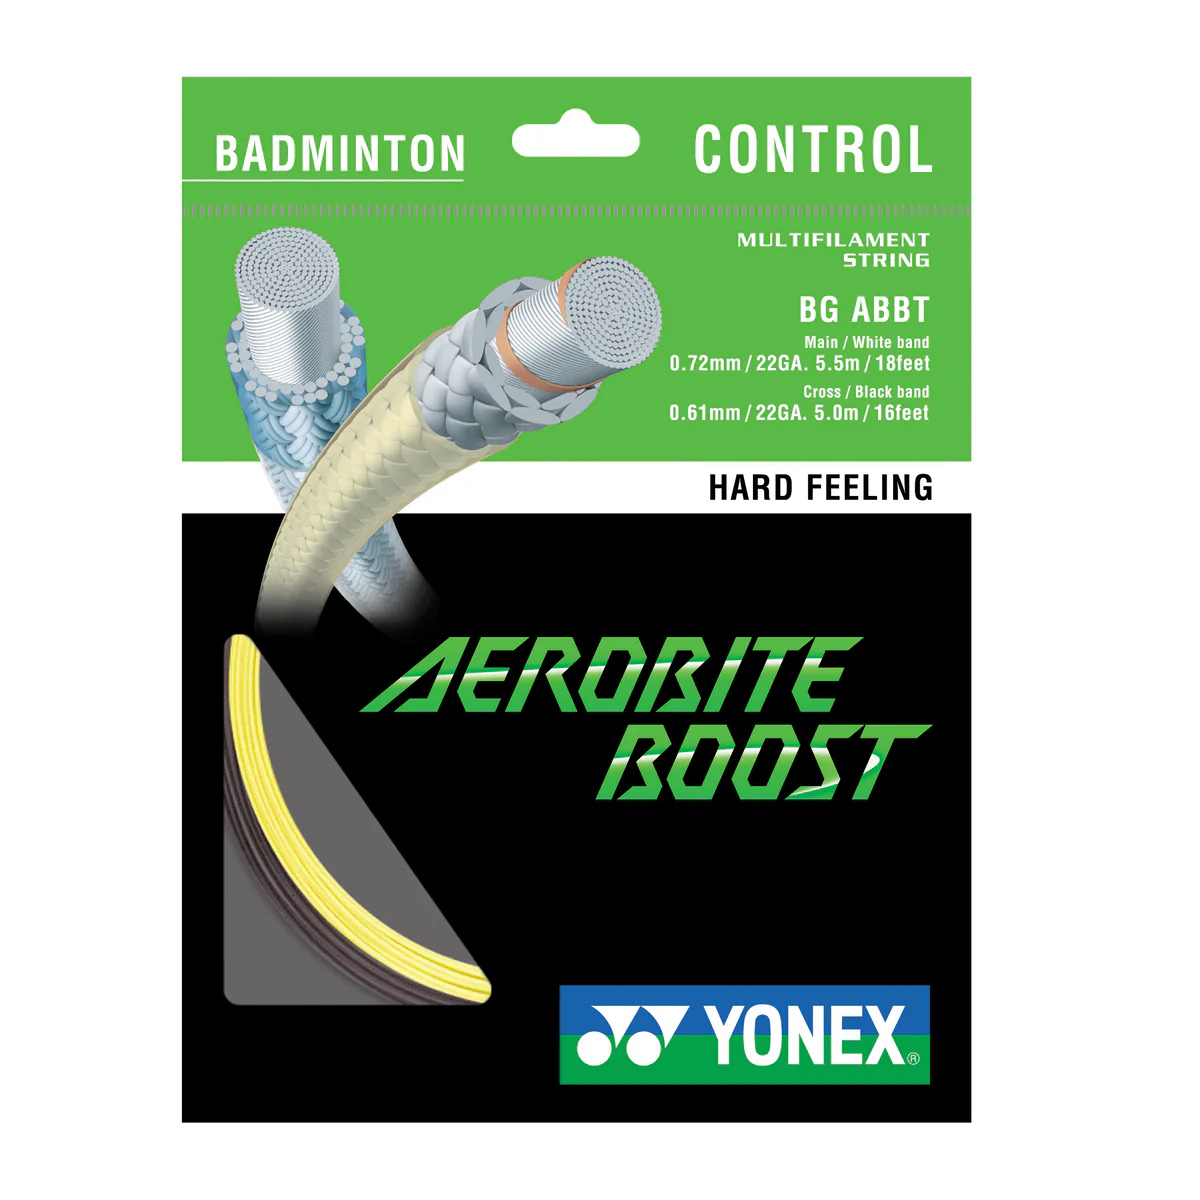 BADMINTON
CONTROL
MULTIFILAMENT
STRING
BG ABBT
Main / White band
0.72mm / 22GA. 5.5m / 18feet
Cross / Black band
0.61mm / 22GA. 5.0m / 16feet
HARD FEELING
AEROBITE
BOOST
YONEX®